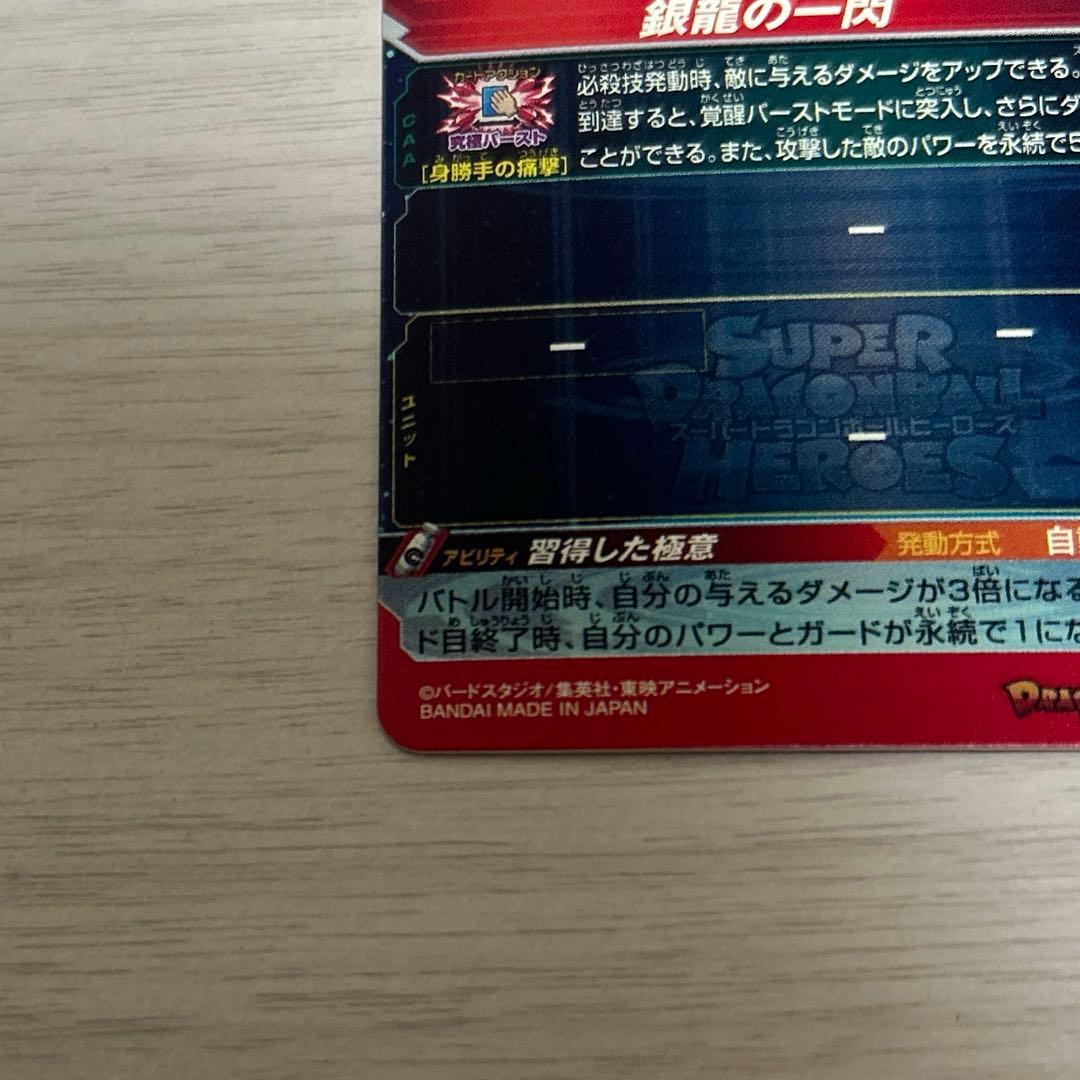 銀龍の一閃
カードアクション
究極バースト
[身勝手の痛撃]
CAA
必殺技発動時、敵に与えるダメージをアップできる。
到達すると、覚醒バーストモードに突入し、さらにダ
ことができる。また、攻撃した敵のパワーを永続で5
ー
ユニット
ー
ー
ー
SUPER
DRAGONBALL
スーパードラゴンボールヒーローズ
HEROES
アビリティ 習得した極意 発動方式 自
バトル開始時、自分の与えるダメージが3倍になる
ド目終了時、自分のパワーとガードが永続で1にな
©バードスタジオ/集英社・東映アニメーション
BANDAI MADE IN JAPAN
DRAG